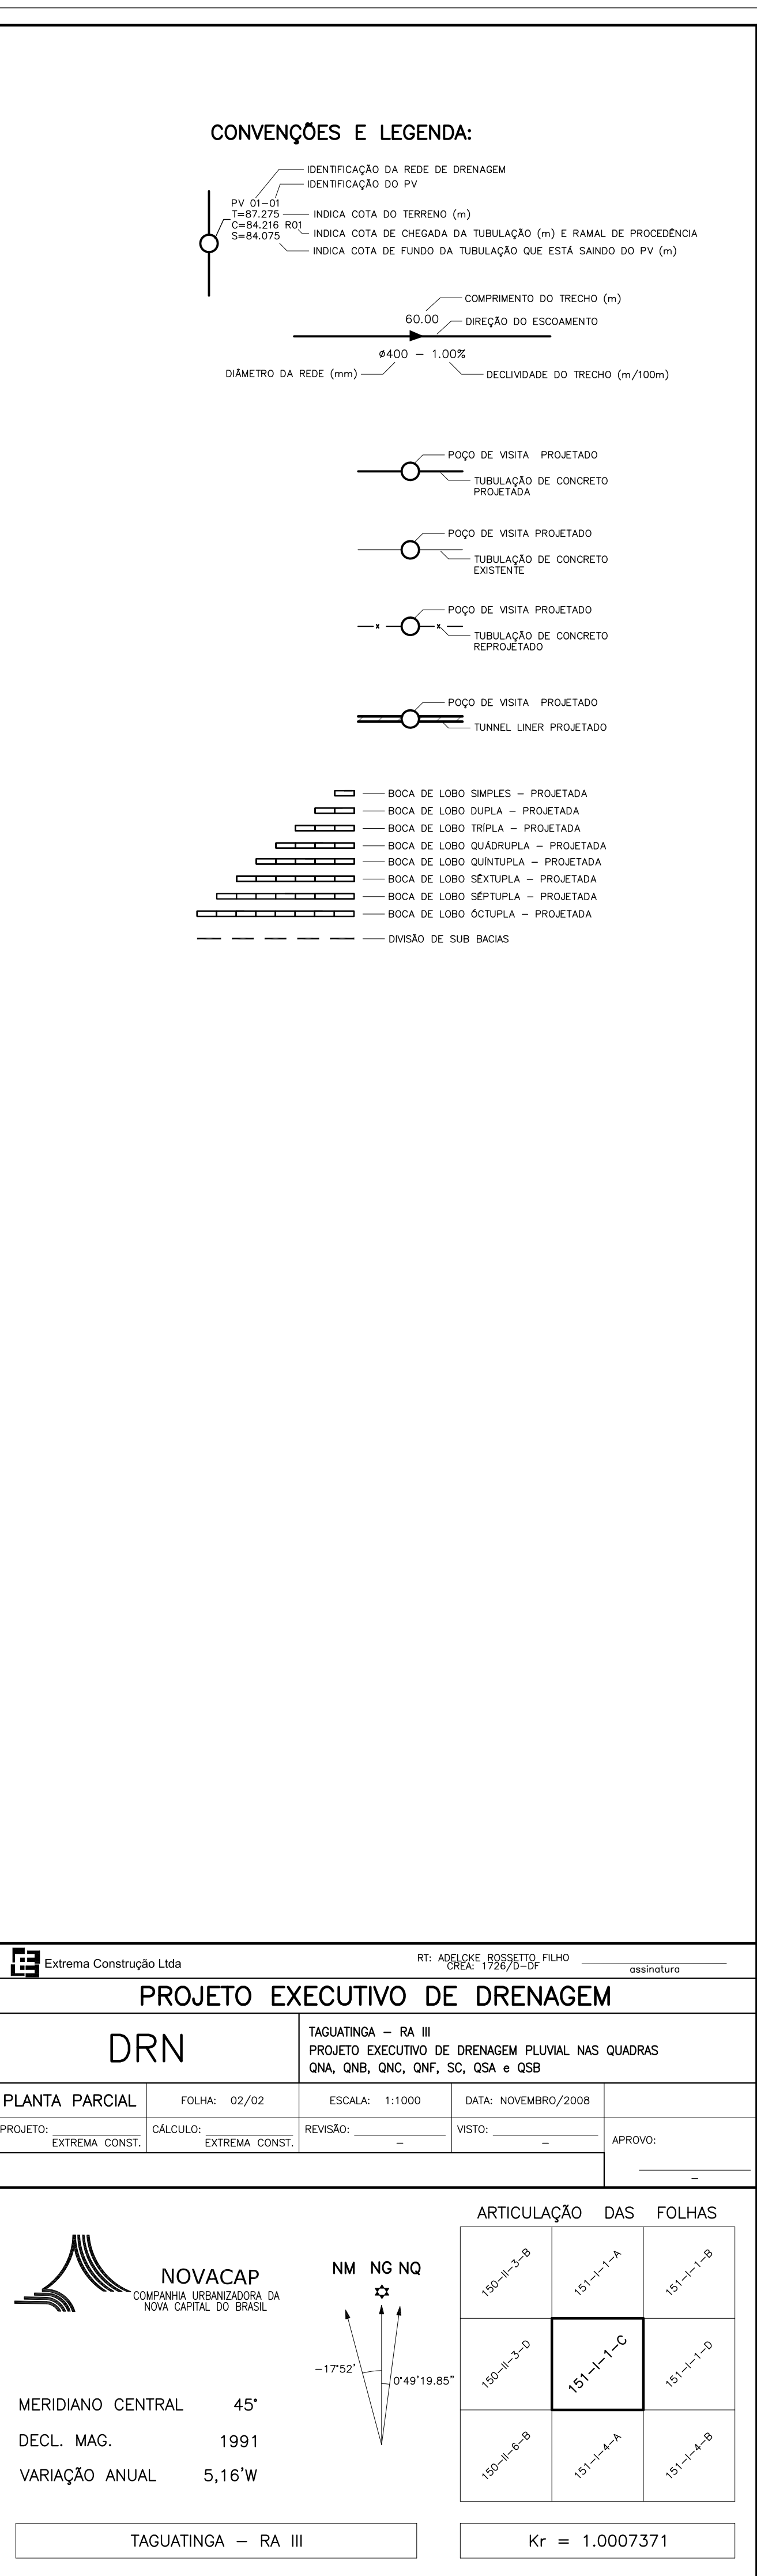 CONVENÇÕES E LEGENDA:
IDENTIFICAÇÃO DA REDE DE DRENAGEM
IDENTIFICAÇÃO DO PV
PV 01-01
T=87.275
INDICA COTA DO TERRENO (m)
C=84.216 R01
INDICA COTA DE CHEGADA DA TUBULAÇÃO (m) E RAMAL DE PROCEDÊNCIA
S=84.075
INDICA COTA DE FUNDO DA TUBULAÇÃO QUE ESTÁ SAINDO DO PV (m)
COMPRIMENTO DO TRECHO (m)
60.00
DIREÇÃO DO ESCOAMENTO
ø400 - 1.00%
DIÂMETRO DA REDE (mm)
DECLIVIDADE DO TRECHO (m/100m)
POÇO DE VISITA PROJETADO
TUBULAÇÃO DE CONCRETO
PROJETADA
POÇO DE VISITA PROJETADO
TUBULAÇÃO DE CONCRETO
EXISTENTE
POÇO DE VISITA PROJETADO
TUBULAÇÃO DE CONCRETO
REPROJETADO
POÇO DE VISITA PROJETADO
TUNNEL LINER PROJETADO
BOCA DE LOBO SIMPLES - PROJETADA
BOCA DE LOBO DUPLA - PROJETADA
BOCA DE LOBO TRÍPLA - PROJETADA
BOCA DE LOBO QUÁDRUPLA - PROJETADA
BOCA DE LOBO QUÍNTUPLA - PROJETADA
BOCA DE LOBO SÊXTUPLA - PROJETADA
BOCA DE LOBO SÉPTUPLA - PROJETADA
BOCA DE LOBO ÓCTUPLA - PROJETADA
DIVISÃO DE SUB BACIAS
Extrema Construção Ltda
RT: ADELCKE ROSSETTO FILHO
CREA: 1726/D-DF
assinatura
PROJETO EXECUTIVO DE DRENAGEM
DRN
TAGUATINGA - RA III
PROJETO EXECUTIVO DE DRENAGEM PLUVIAL NAS QUADRAS
QNA, QNB, QNC, QNF, SC, QSA e QSB
PLANTA PARCIAL
FOLHA: 02/02
ESCALA: 1:1000
DATA: NOVEMBRO/2008
PROJETO:
EXTREMA CONST.
CÁLCULO:
EXTREMA CONST.
REVISÃO:
-
VISTO:
-
APROVO:
-
ARTICULAÇÃO DAS FOLHAS
150-II-3-B
151-I-1-A
151-I-1-B
150-II-3-D
151-I-1-C
151-I-1-D
150-II-6-B
151-I-4-A
151-I-4-B
NOVACAP
COMPANHIA URBANIZADORA DA
NOVA CAPITAL DO BRASIL
NM NG NQ
-17°52'
0°49'19.85"
MERIDIANO CENTRAL 45°
DECL. MAG. 1991
VARIAÇÃO ANUAL 5,16'W
TAGUATINGA - RA III
Kr = 1.0007371